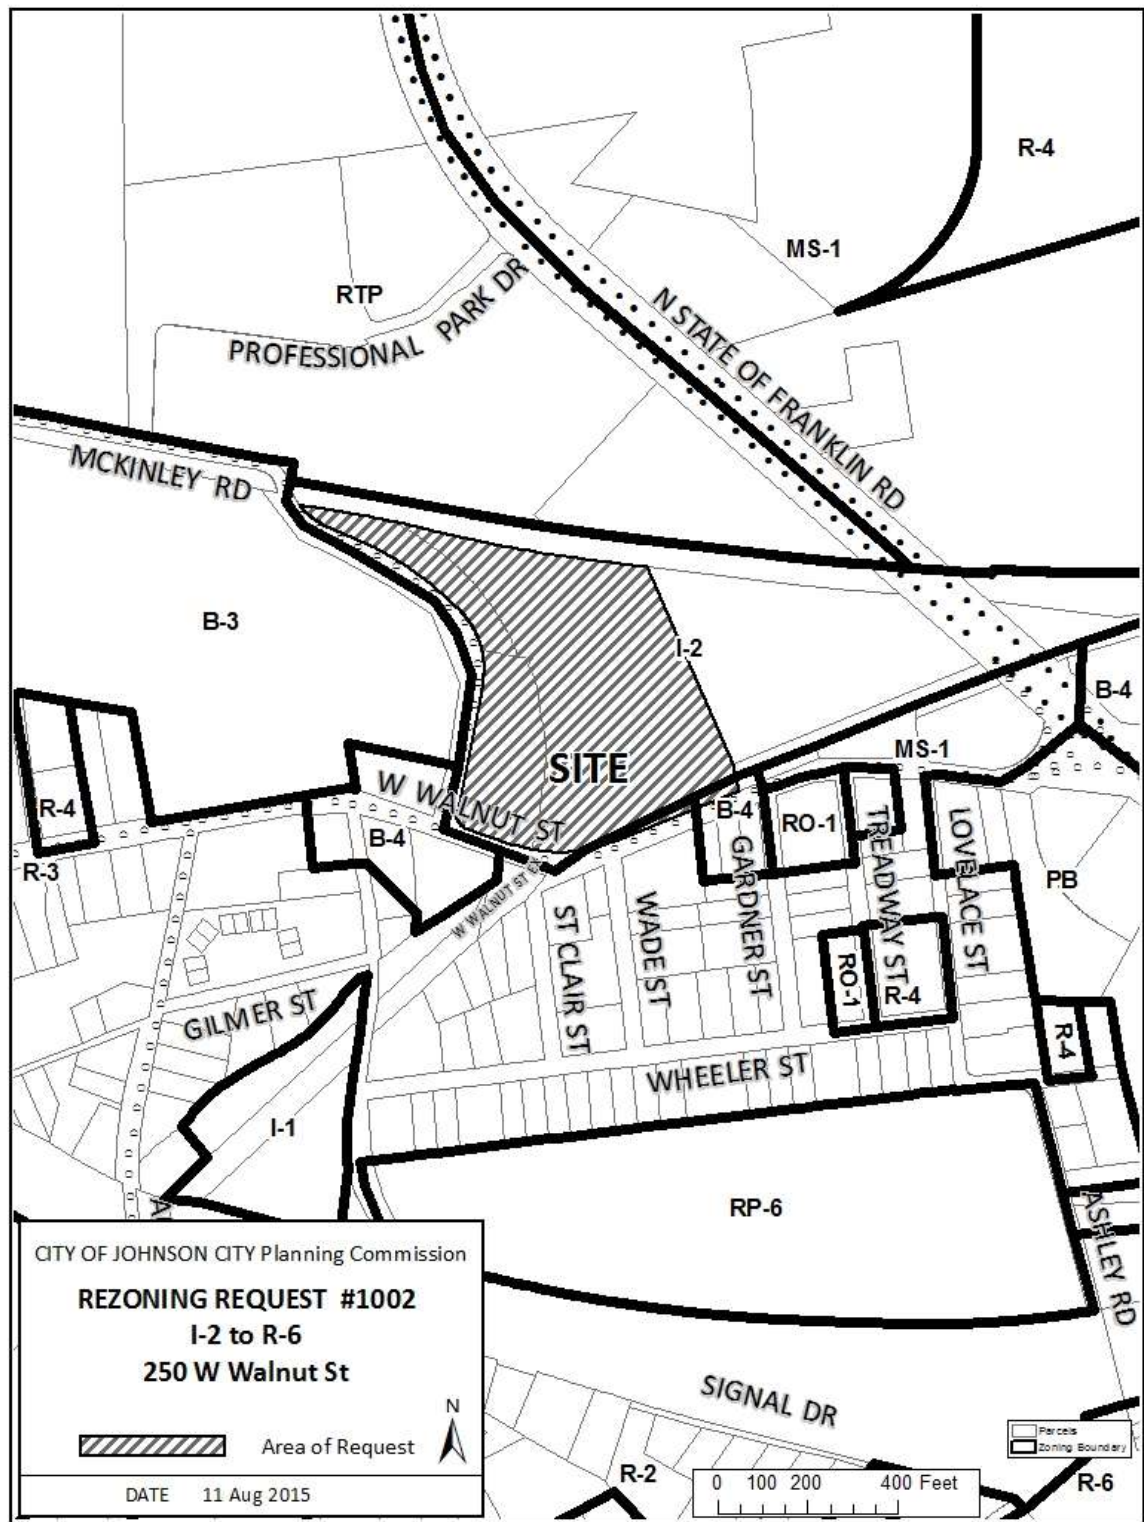 R-4
MS-1
RTP
PROFESSIONAL PARK DR
N STATE OF FRANKLIN RD
MCKINLEY RD
B-3
I-2
B-4
SITE
MS-1
W WALNUT ST
R-4
B-4
B-4
RO-1
R-3
W WALNUT ST EX
PB
ST CLAIR ST
WADE ST
GARDNER ST
TREADWAY ST
LOVELACE ST
RO-1
R-4
GILMER ST
R-4
WHEELER ST
I-1
RP-6
ASHLEY RD
CITY OF JOHNSON CITY Planning Commission
REZONING REQUEST #1002
I-2 to R-6
250 W Walnut St
N
Area of Request
DATE 11 Aug 2015
SIGNAL DR
Parcels
Zoning Boundary
R-2
R-6
0 100 200 400 Feet